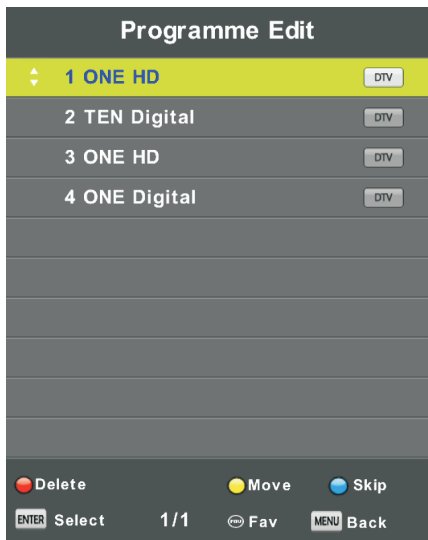 Programme Edit
1 ONE HD DTV
2 TEN Digital DTV
3 ONE HD DTV
4 ONE Digital DTV
Delete Move Skip
ENTER Select 1/1 Fav MENU Back